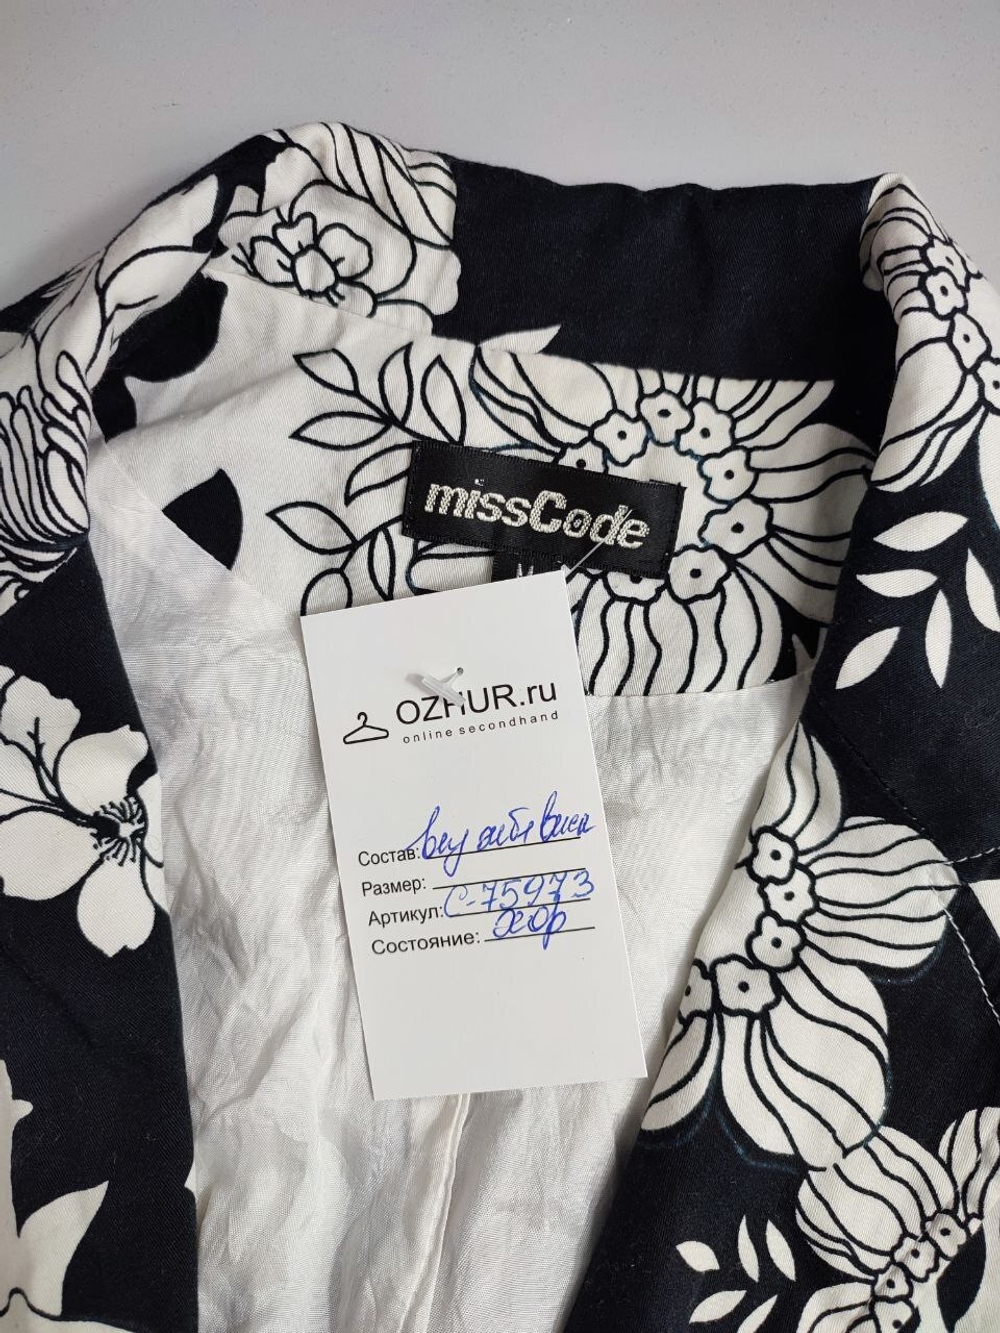 missCode
M
OZHUR.ru
online secondhand
Состав:
Размер:
Артикул: С-75973
Состояние: хор